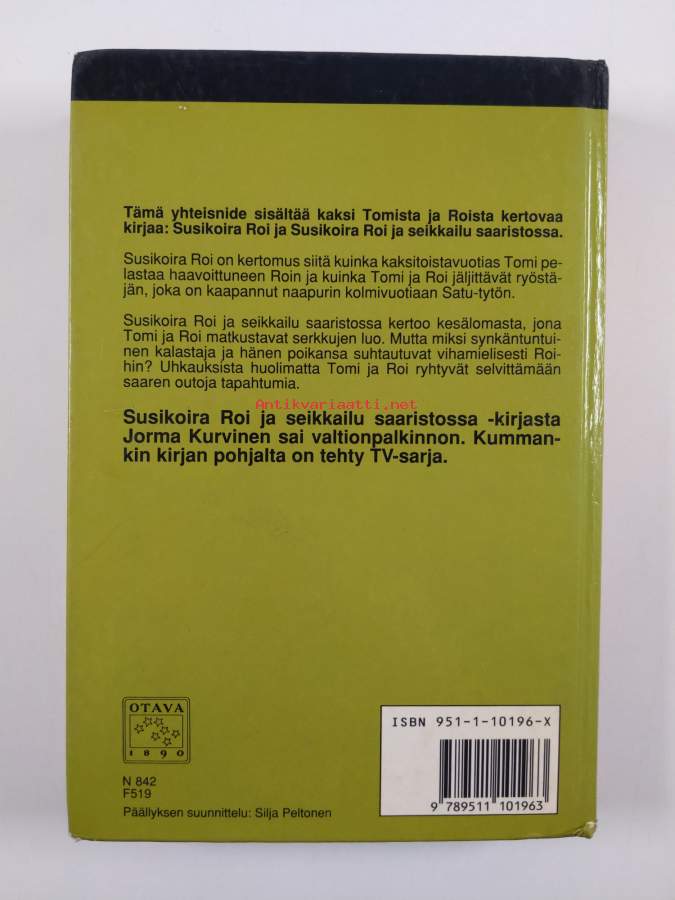 Tämä yhteisnide sisältää kaksi Tomista ja Roista kertovaa
kirjaa: Susikoira Roi ja Susikoira Roi ja seikkailu saaristossa.
Susikoira Roi on kertomus siitä kuinka kaksitoistavuotias Tomi pe-
lastaa haavoittuneen Roin ja kuinka Tomi ja Roi jäljittävät ryöstä-
jän, joka on kaapannut naapurin kolmivuotiaan Satu-tytön.
Susikoira Roi ja seikkailu saaristossa kertoo kesälomasta, jona
Tomi ja Roi matkustavat serkkujen luo. Mutta miksi synkäntuntui-
nen kalastaja ja hänen poikansa suhtautuvat vihamielisesti Roi-
hin? Uhkauksista huolimatta Tomi ja Roi ryhtyvät selvittämään
saaren outoja tapahtumia.
Antikvariaatti.net
Susikoira Roi ja seikkailu saaristossa -kirjasta
Jorma Kurvinen sai valtionpalkinnon. Kumman-
kin kirjan pohjalta on tehty TV-sarja.
OTAVA
1890
N 842
F519
Päällyksen suunnittelu: Silja Peltonen
ISBN 951-1-10196-X
9 789511 101963